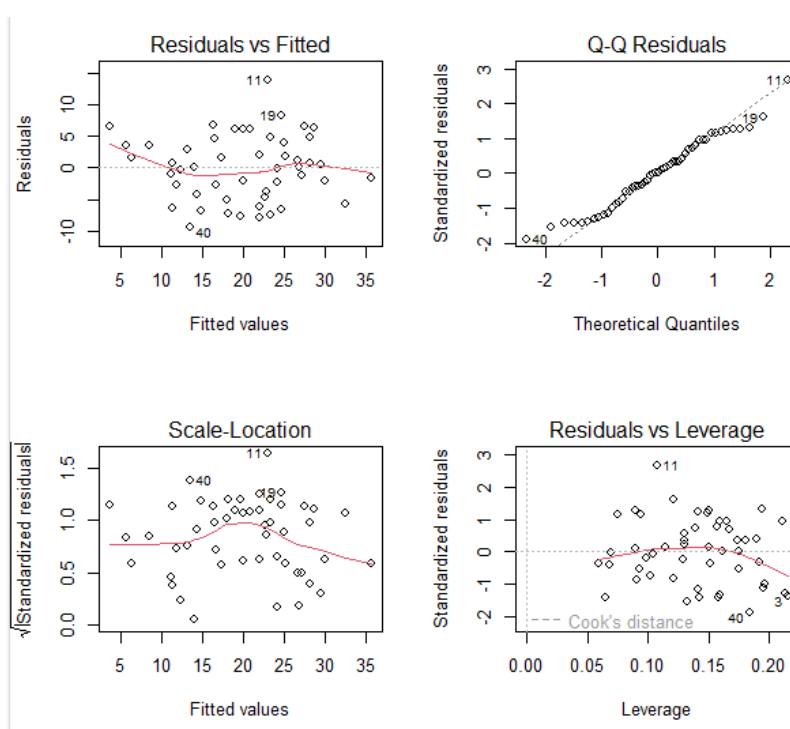 Residuals vs Fitted
Residuals
10
5
0
-10
11
19
40
5 10 15 20 25 30 35
Fitted values
Q-Q Residuals
Standardized residuals
3
2
1
0
-1
-2
11
19
40
-2 -1 0 1 2
Theoretical Quantiles
Scale-Location
√|Standardized residuals|
1.5
1.0
0.5
0.0
11
40
19
5 10 15 20 25 30 35
Fitted values
Residuals vs Leverage
Standardized residuals
3
2
1
0
-1
-2
11
3
40
Cook's distance
0.00 0.05 0.10 0.15 0.20
Leverage